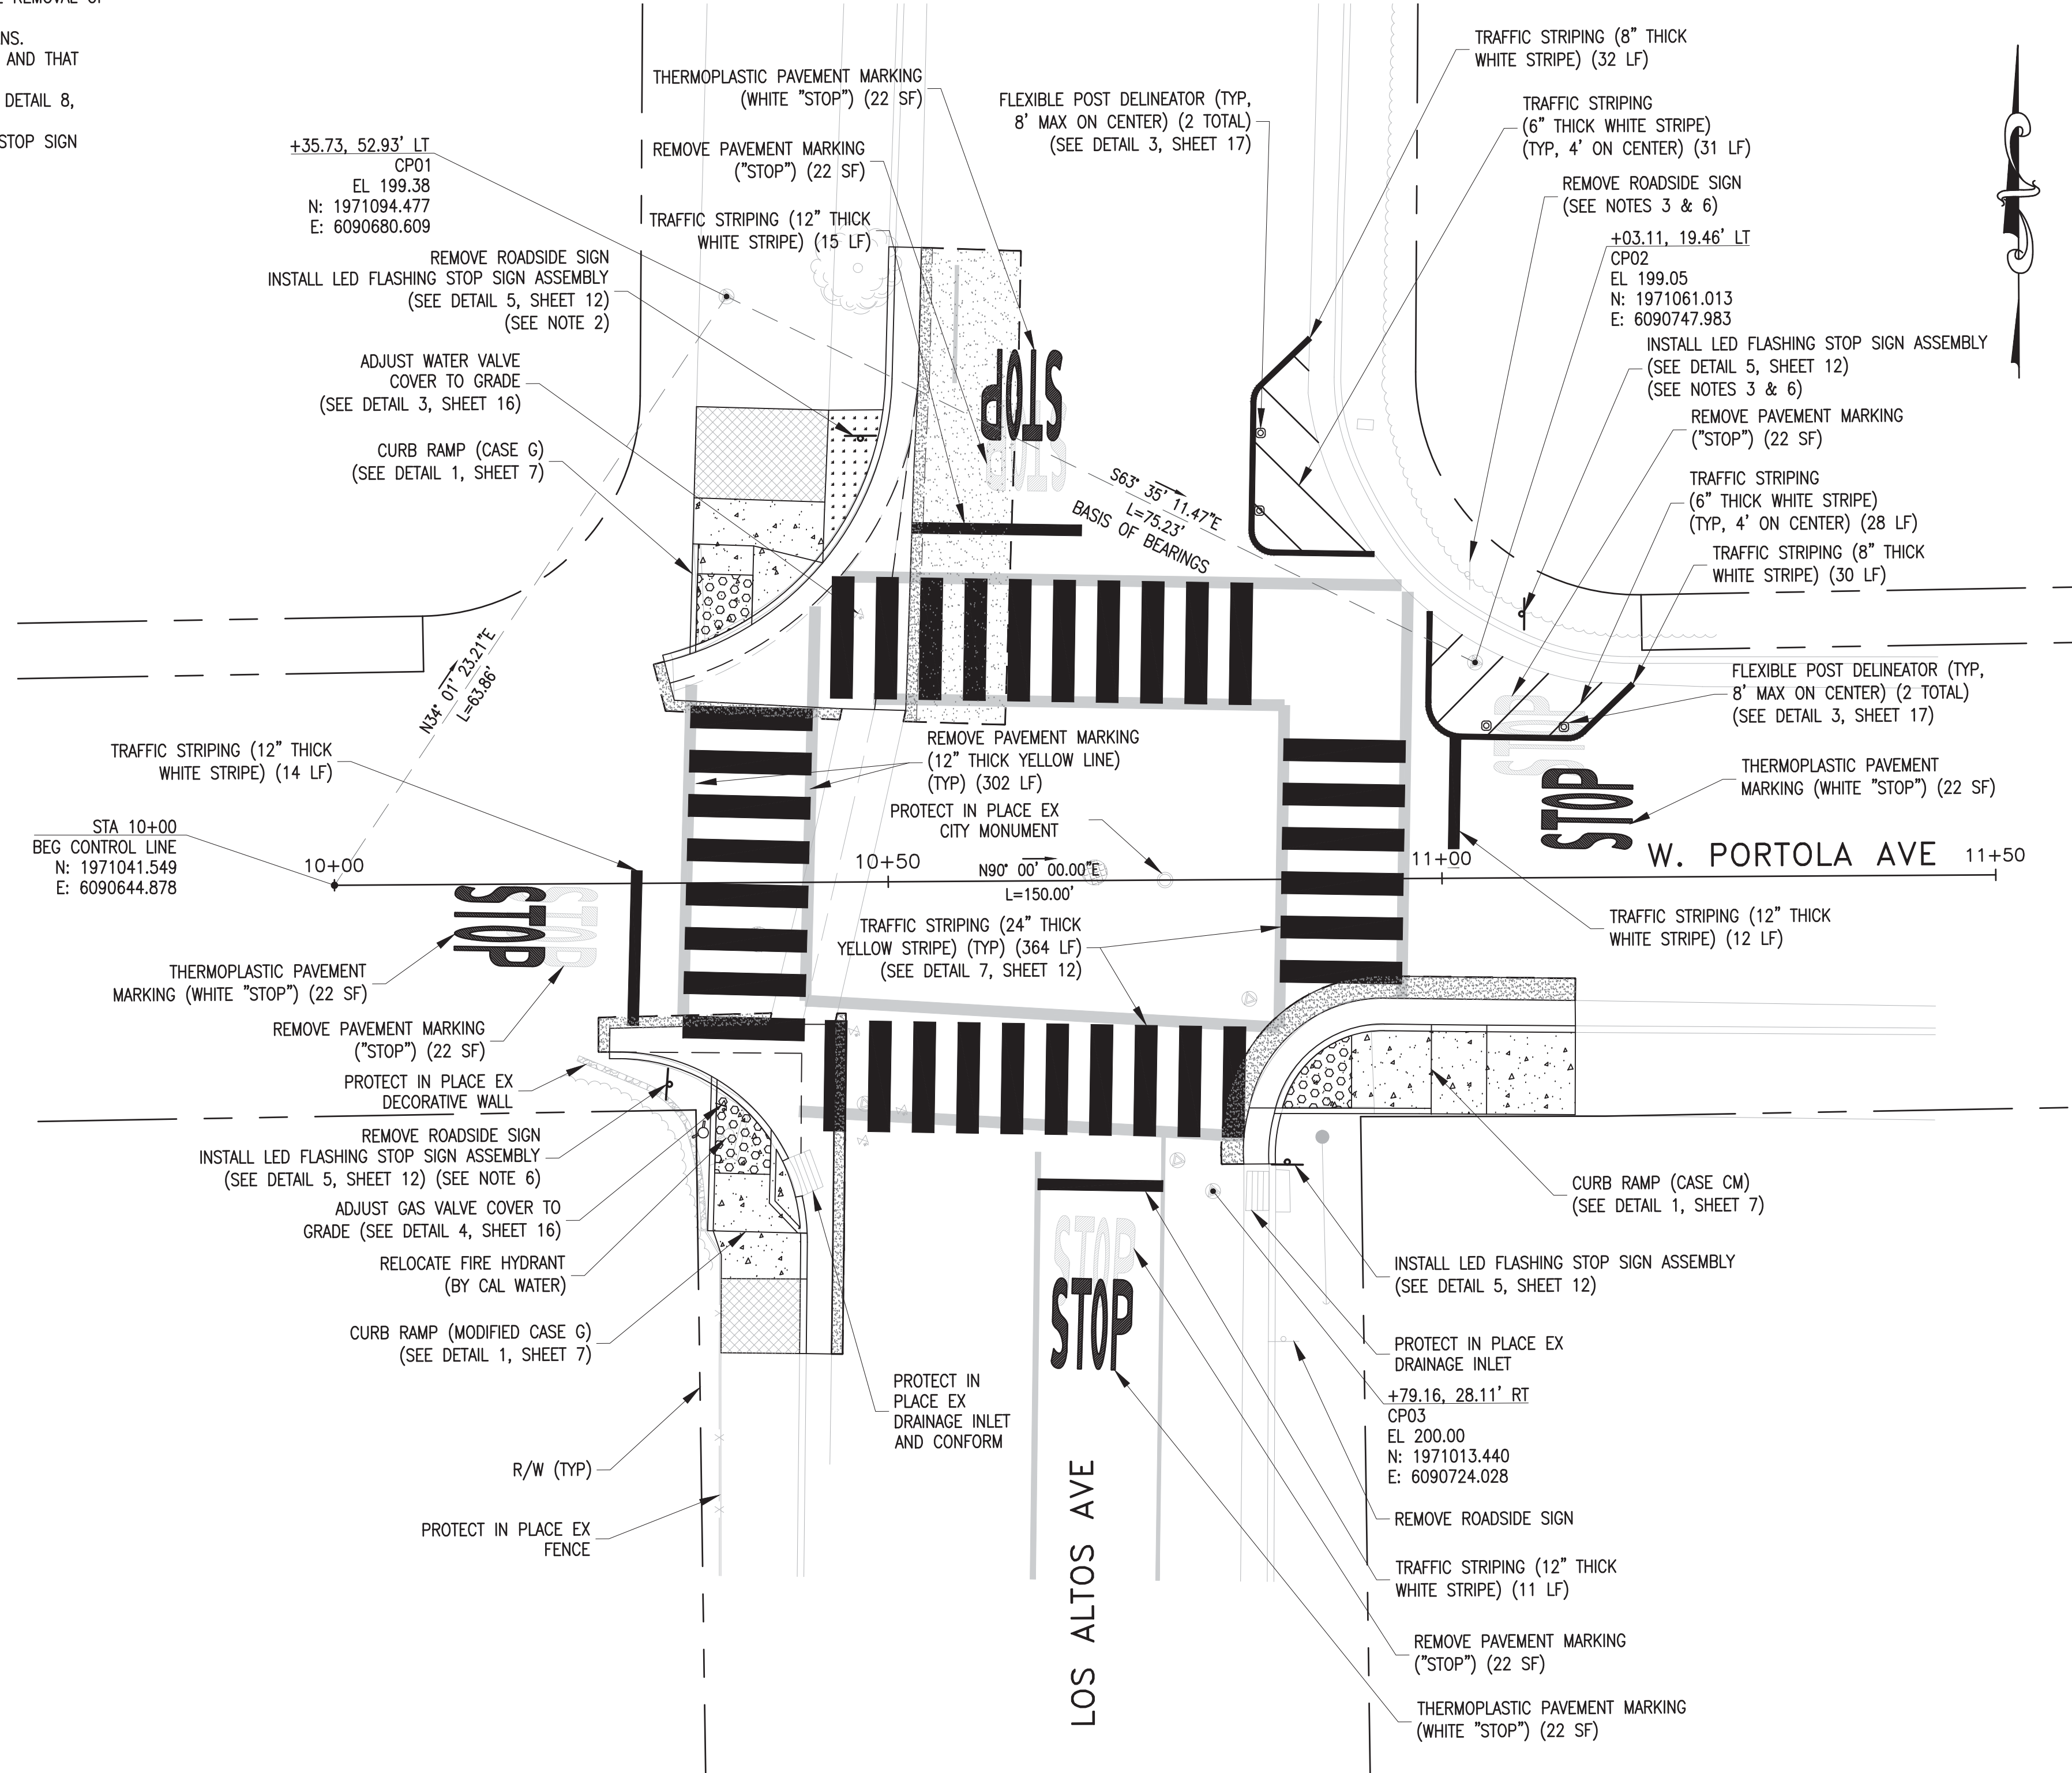 E REMOVAL OF
NS.
AND THAT
DETAIL 8,
STOP SIGN
+35.73, 52.93' LT
CP01
EL 199.38
N: 1971094.477
E: 6090680.609
REMOVE ROADSIDE SIGN
INSTALL LED FLASHING STOP SIGN ASSEMBLY
(SEE DETAIL 5, SHEET 12)
(SEE NOTE 2)
ADJUST WATER VALVE
COVER TO GRADE
(SEE DETAIL 3, SHEET 16)
CURB RAMP (CASE G)
(SEE DETAIL 1, SHEET 7)
THERMOPLASTIC PAVEMENT MARKING
(WHITE "STOP") (22 SF)
REMOVE PAVEMENT MARKING
("STOP") (22 SF)
TRAFFIC STRIPING (12" THICK
WHITE STRIPE) (15 LF)
FLEXIBLE POST DELINEATOR (TYP,
8' MAX ON CENTER) (2 TOTAL)
(SEE DETAIL 3, SHEET 17)
TRAFFIC STRIPING (8" THICK
WHITE STRIPE) (32 LF)
TRAFFIC STRIPING
(6" THICK WHITE STRIPE)
(TYP, 4' ON CENTER) (31 LF)
REMOVE ROADSIDE SIGN
(SEE NOTES 3 & 6)
+03.11, 19.46' LT
CP02
EL 199.05
N: 1971061.013
E: 6090747.983
INSTALL LED FLASHING STOP SIGN ASSEMBLY
(SEE DETAIL 5, SHEET 12)
(SEE NOTES 3 & 6)
REMOVE PAVEMENT MARKING
("STOP") (22 SF)
TRAFFIC STRIPING
(6" THICK WHITE STRIPE)
(TYP, 4' ON CENTER) (28 LF)
TRAFFIC STRIPING (8" THICK
WHITE STRIPE) (30 LF)
FLEXIBLE POST DELINEATOR (TYP,
8' MAX ON CENTER) (2 TOTAL)
(SEE DETAIL 3, SHEET 17)
THERMOPLASTIC PAVEMENT
MARKING (WHITE "STOP") (22 SF)
STOP
STOP
S63° 35' 11.47"E
L=75.23'
BASIS OF BEARINGS
N34° 01' 23.21"E
L=63.86'
TRAFFIC STRIPING (12" THICK
WHITE STRIPE) (14 LF)
STA 10+00
BEG CONTROL LINE
N: 1971041.549
E: 6090644.878
REMOVE PAVEMENT MARKING
(12" THICK YELLOW LINE)
(TYP) (302 LF)
PROTECT IN PLACE EX
CITY MONUMENT
10+00
10+50
N90° 00' 00.00"E
L=150.00'
11+00
W. PORTOLA AVE
11+50
STOP
STOP
STOP
STOP
TRAFFIC STRIPING (24" THICK
YELLOW STRIPE) (TYP) (364 LF)
(SEE DETAIL 7, SHEET 12)
TRAFFIC STRIPING (12" THICK
WHITE STRIPE) (12 LF)
THERMOPLASTIC PAVEMENT
MARKING (WHITE "STOP") (22 SF)
REMOVE PAVEMENT MARKING
("STOP") (22 SF)
PROTECT IN PLACE EX
DECORATIVE WALL
REMOVE ROADSIDE SIGN
INSTALL LED FLASHING STOP SIGN ASSEMBLY
(SEE DETAIL 5, SHEET 12) (SEE NOTE 6)
ADJUST GAS VALVE COVER TO
GRADE (SEE DETAIL 4, SHEET 16)
RELOCATE FIRE HYDRANT
(BY CAL WATER)
CURB RAMP (MODIFIED CASE G)
(SEE DETAIL 1, SHEET 7)
R/W (TYP)
PROTECT IN PLACE EX
FENCE
PROTECT IN
PLACE EX
DRAINAGE INLET
AND CONFORM
STOP
STOP
LOS ALTOS AVE
CURB RAMP (CASE CM)
(SEE DETAIL 1, SHEET 7)
INSTALL LED FLASHING STOP SIGN ASSEMBLY
(SEE DETAIL 5, SHEET 12)
PROTECT IN PLACE EX
DRAINAGE INLET
+79.16, 28.11' RT
CP03
EL 200.00
N: 1971013.440
E: 6090724.028
REMOVE ROADSIDE SIGN
TRAFFIC STRIPING (12" THICK
WHITE STRIPE) (11 LF)
REMOVE PAVEMENT MARKING
("STOP") (22 SF)
THERMOPLASTIC PAVEMENT MARKING
(WHITE "STOP") (22 SF)